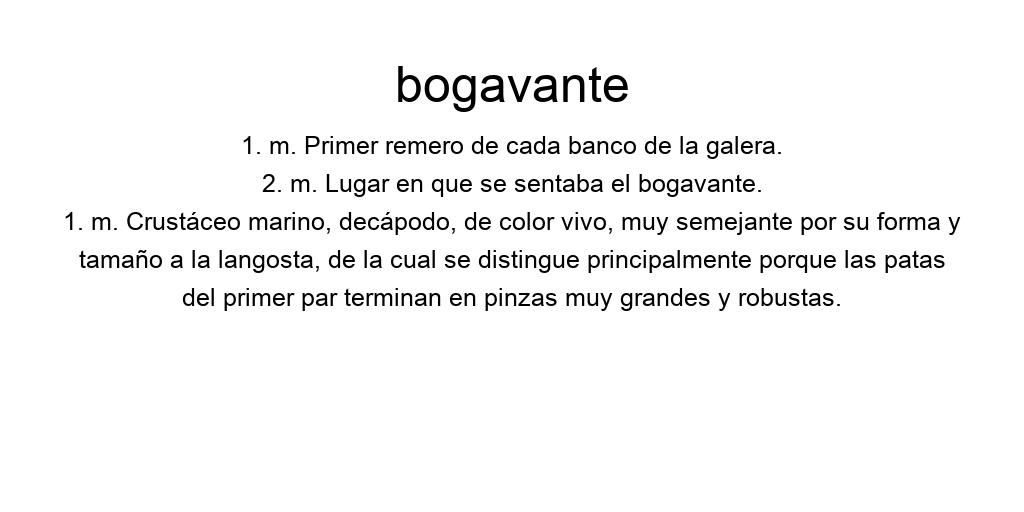 bogavante
1. m. Primer remero de cada banco de la galera.
2. m. Lugar en que se sentaba el bogavante.
1. m. Crustáceo marino, decápodo, de color vivo, muy semejante por su forma y
tamaño a la langosta, de la cual se distingue principalmente porque las patas
del primer par terminan en pinzas muy grandes y robustas.